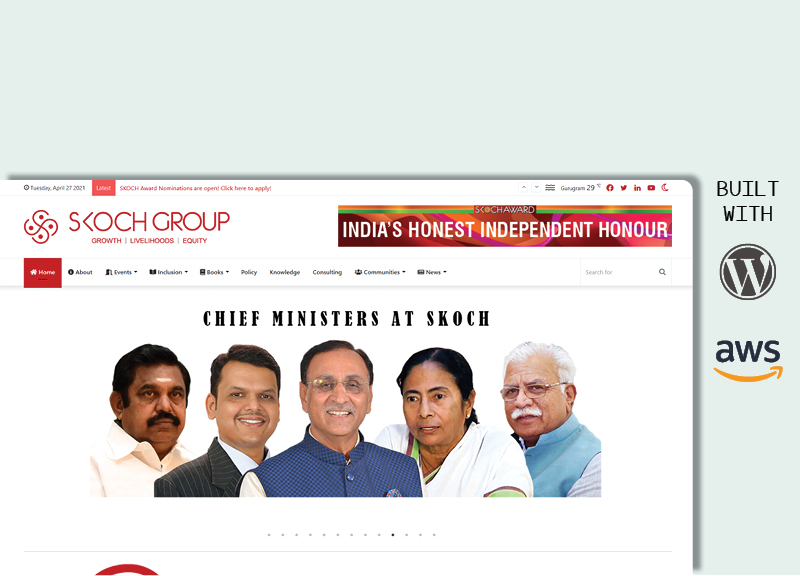 Tuesday, April 27 2021
Latest
SKOCH Award Nominations are open! Click here to apply!
Gurugram 29 °C
BUILT
WITH
SKOCH GROUP
GROWTH | LIVELIHOODS | EQUITY
SKOCH AWARD
INDIA'S HONEST INDEPENDENT HONOUR
Home
About
Events
Inclusion
Books
Policy
Knowledge
Consulting
Communities
News
Search for
W
CHIEF MINISTERS AT SKOCH
aws